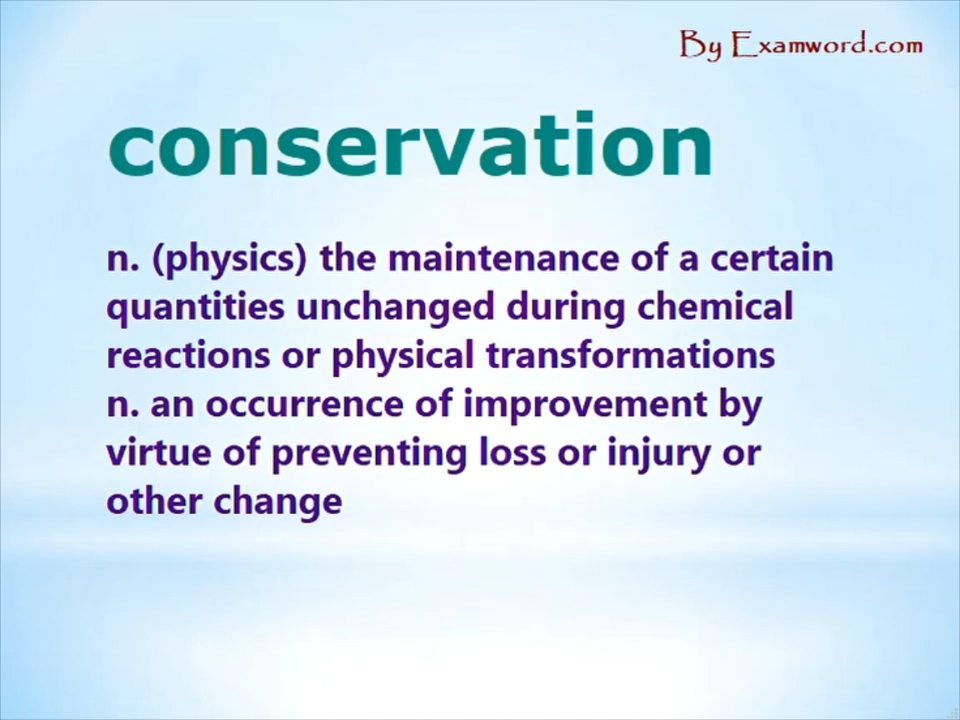 By Examword.com
conservation
n. (physics) the maintenance of a certain
quantities unchanged during chemical
reactions or physical transformations
n. an occurrence of improvement by
virtue of preventing loss or injury or
other change